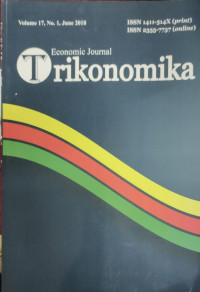 Volume 17, No. 1, June 2018
ISSN 1411-514X (print)
ISSN 2355-7737 (online)
Economic Journal
Trikonomika